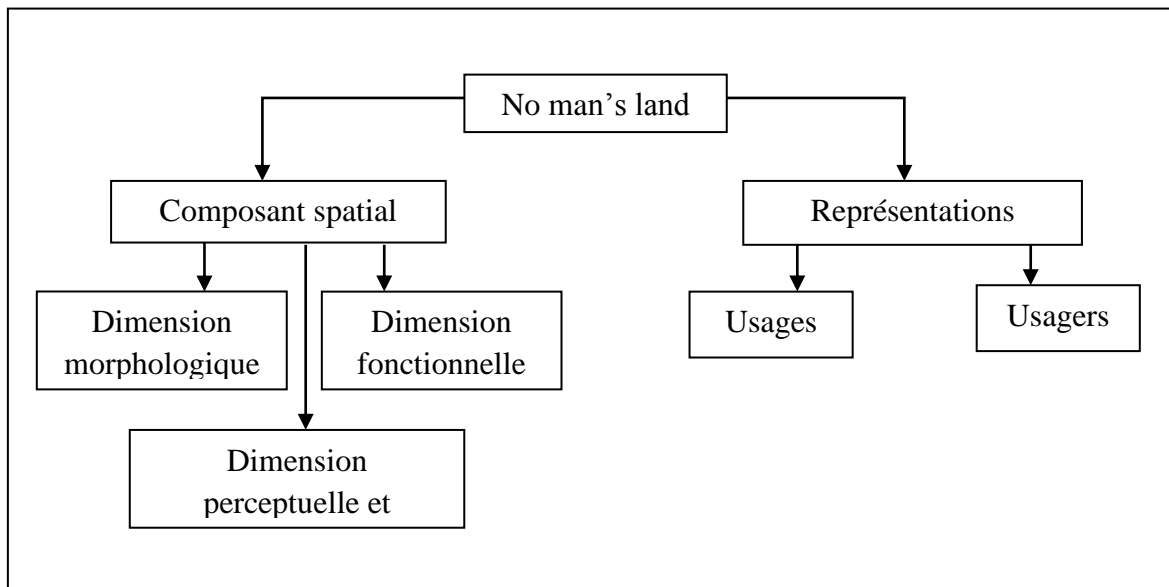 No man’s land
Composant spatial
Représentations
Dimension
morphologique
Dimension
fonctionnelle
Usages
Usagers
Dimension
perceptuelle et